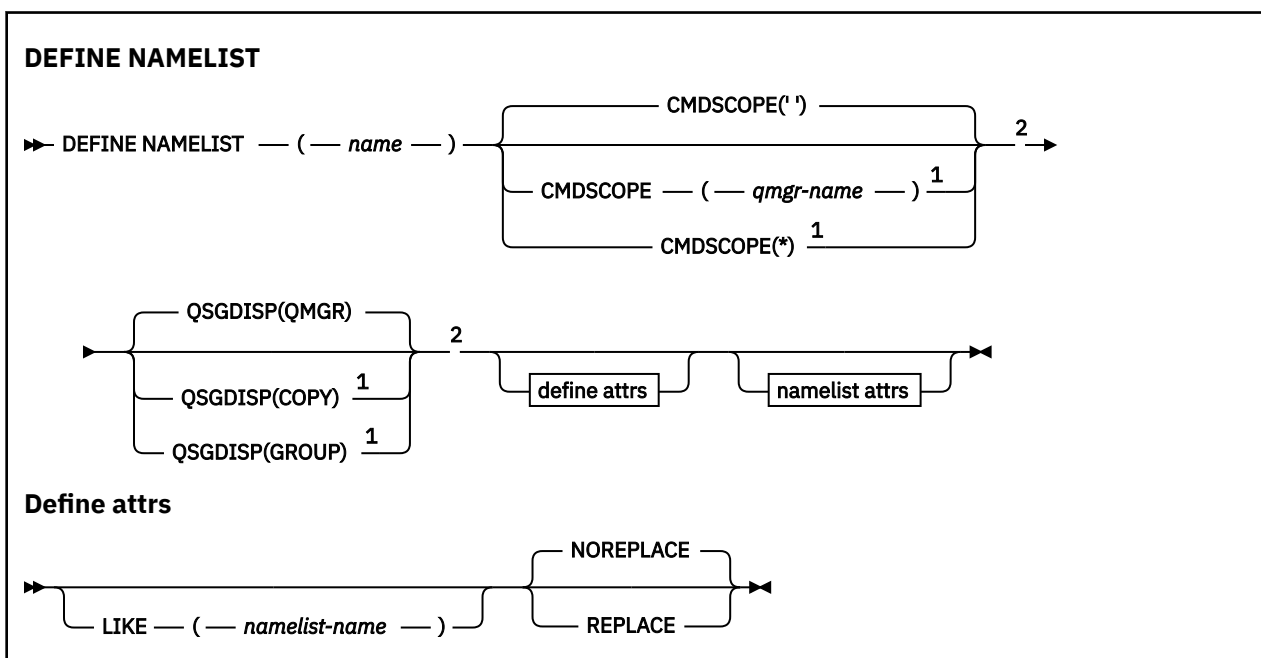 DEFINE NAMELIST
CMDSCOPE(' ')
DEFINE NAMELIST ( name ) 2
CMDSCOPE ( qmgr-name ) 1
CMDSCOPE(*) 1
QSGDISP(QMGR)
2
QSGDISP(COPY) 1 define attrs namelist attrs
QSGDISP(GROUP) 1
Define attrs
NOREPLACE
LIKE ( namelist-name ) REPLACE